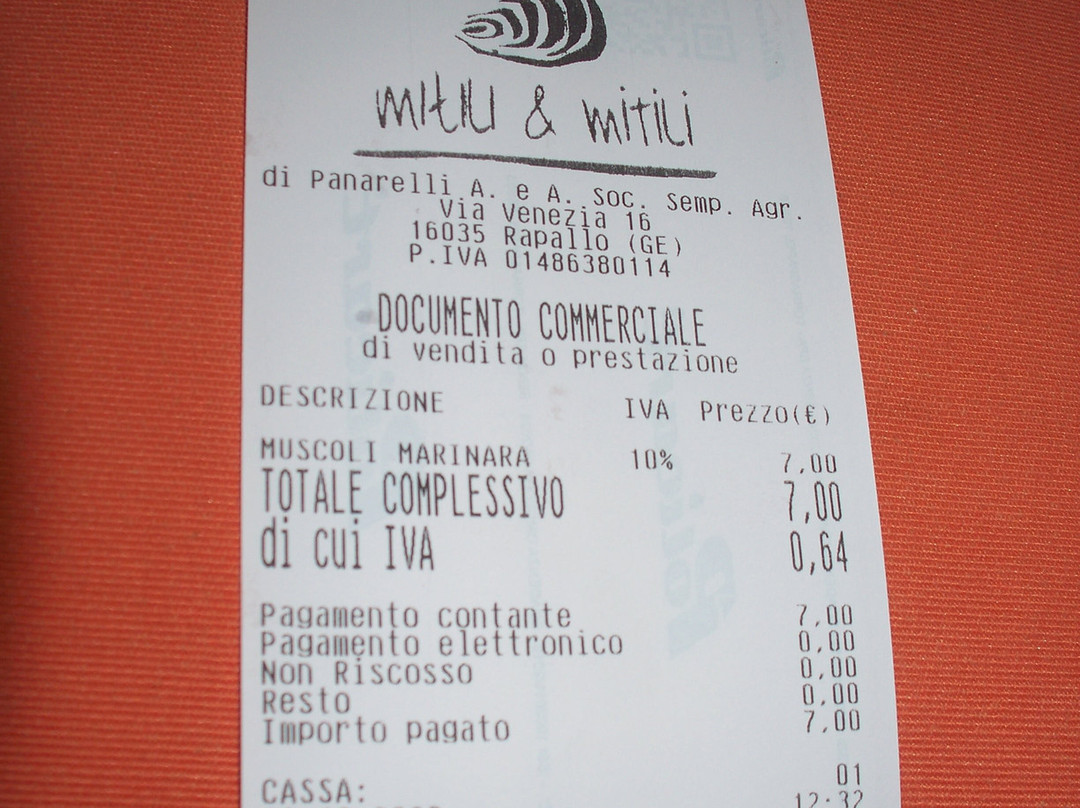 mitili & mitili
di Panarelli A. e A. Soc. Semp. Agr.
Via Venezia 16
16035 Rapallo (GE)
P.IVA 01486380114
DOCUMENTO COMMERCIALE
di vendita o prestazione
DESCRIZIONE IVA Prezzo(€)
MUSCOLI MARINARA 10% 7,00
TOTALE COMPLESSIVO 7,00
di cui IVA 0,64
Pagamento contante 7,00
Pagamento elettronico 0,00
Non Riscosso 0,00
Resto 0,00
Importo pagato 7,00
CASSA: 01
12:32